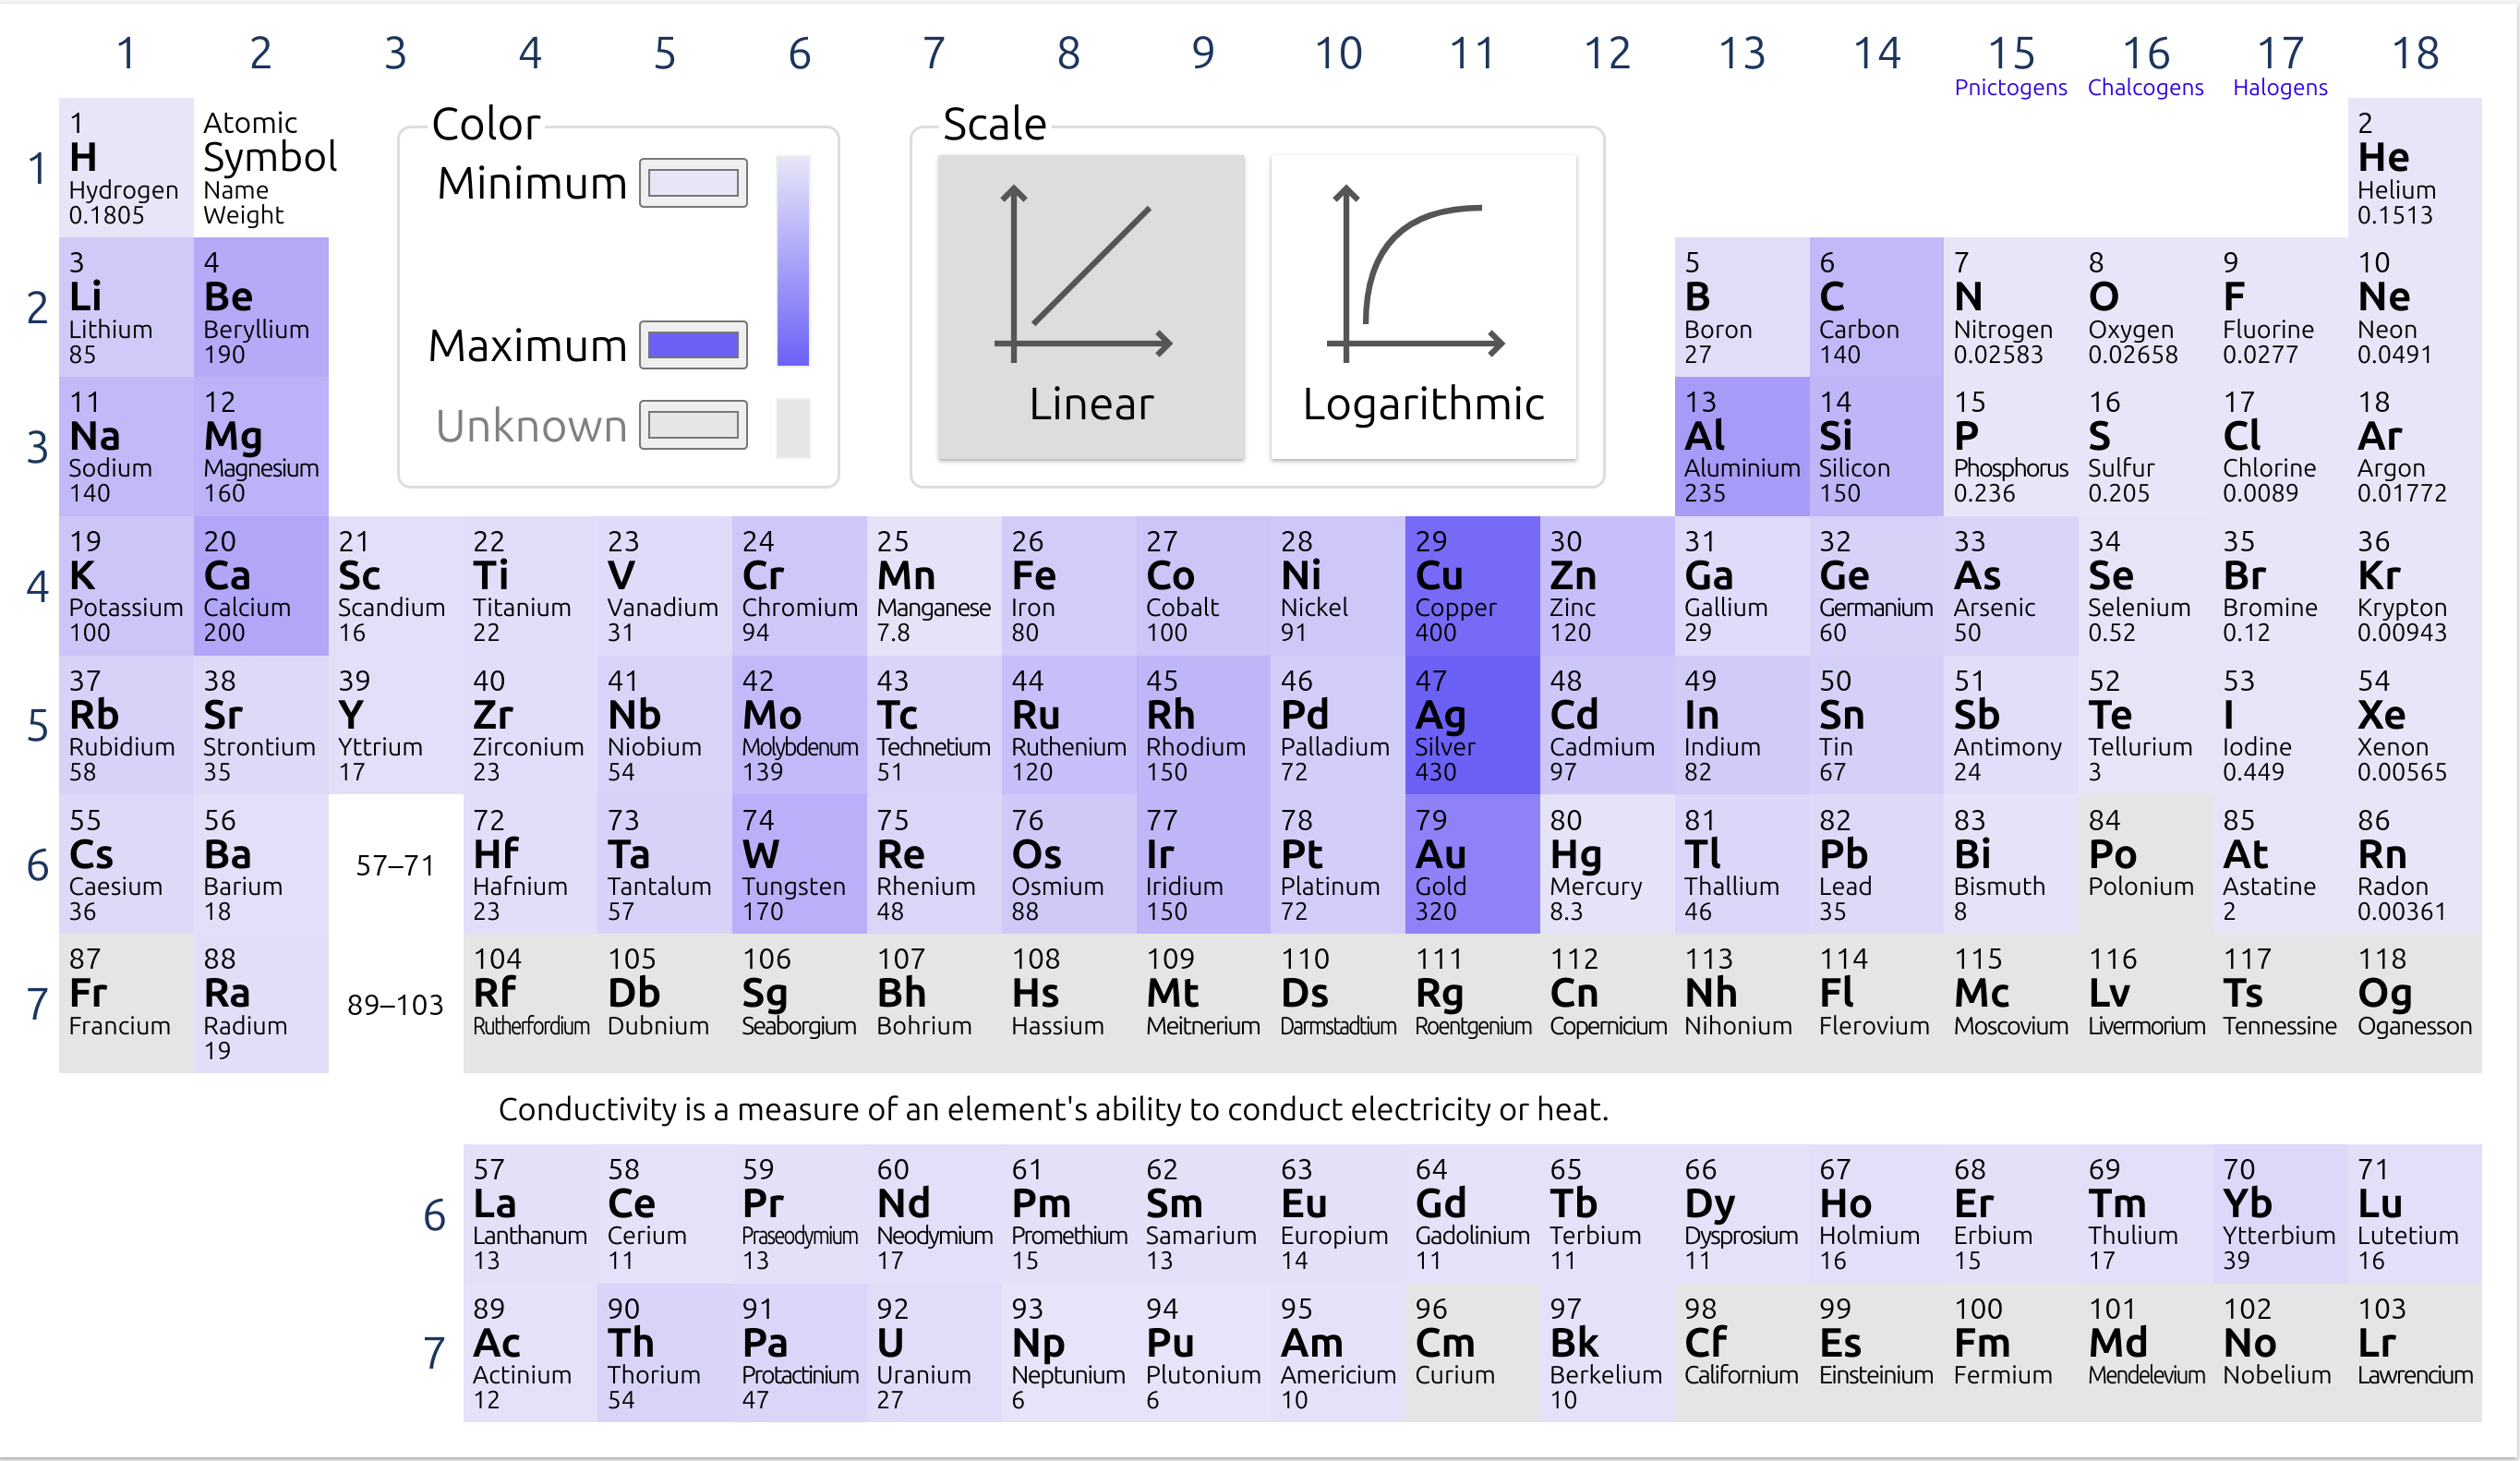 1 2 3 4 5 6 7 8 9 10 11 12 13 14 15 16 17 18
Pnictogens Chalcogens Halogens
1
1
H
Hydrogen
0.1805
Atomic
Symbol
Name
Weight
Color
Minimum
Maximum
Unknown
Scale
Linear
Logarithmic
2
He
Helium
0.1513
2
3 4 5 6 7 8 9 10
Li Be B C N O F Ne
Lithium Beryllium Boron Carbon Nitrogen Oxygen Fluorine Neon
85 190 27 140 0.02583 0.02658 0.0277 0.0491
3
11 12 13 14 15 16 17 18
Na Mg Al Si P S Cl Ar
Sodium Magnesium Aluminium Silicon Phosphorus Sulfur Chlorine Argon
140 160 235 150 0.236 0.205 0.0089 0.01772
4
19 20 21 22 23 24 25 26 27 28 29 30 31 32 33 34 35 36
K Ca Sc Ti V Cr Mn Fe Co Ni Cu Zn Ga Ge As Se Br Kr
Potassium Calcium Scandium Titanium Vanadium Chromium Manganese Iron Cobalt Nickel Copper Zinc Gallium Germanium Arsenic Selenium Bromine Krypton
100 200 16 22 31 94 7.8 80 100 91 400 120 29 60 50 0.52 0.12 0.00943
5
37 38 39 40 41 42 43 44 45 46 47 48 49 50 51 52 53 54
Rb Sr Y Zr Nb Mo Tc Ru Rh Pd Ag Cd In Sn Sb Te I Xe
Rubidium Strontium Yttrium Zirconium Niobium Molybdenum Technetium Ruthenium Rhodium Palladium Silver Cadmium Indium Tin Antimony Tellurium Iodine Xenon
58 35 17 23 54 139 51 120 150 72 430 97 82 67 24 3 0.449 0.00565
6
55 56 72 73 74 75 76 77 78 79 80 81 82 83 84 85 86
Cs Ba 57–71 Hf Ta W Re Os Ir Pt Au Hg Tl Pb Bi Po At Rn
Caesium Barium Hafnium Tantalum Tungsten Rhenium Osmium Iridium Platinum Gold Mercury Thallium Lead Bismuth Polonium Astatine Radon
36 18 23 57 170 48 88 150 72 320 8.3 46 35 8 2 0.00361
7
87 88 104 105 106 107 108 109 110 111 112 113 114 115 116 117 118
Fr Ra 89–103 Rf Db Sg Bh Hs Mt Ds Rg Cn Nh Fl Mc Lv Ts Og
Francium Radium Rutherfordium Dubnium Seaborgium Bohrium Hassium Meitnerium Darmstadtium Roentgenium Copernicium Nihonium Flerovium Moscovium Livermorium Tennessine Oganesson
19
Conductivity is a measure of an element's ability to conduct electricity or heat.
6
57 58 59 60 61 62 63 64 65 66 67 68 69 70 71
La Ce Pr Nd Pm Sm Eu Gd Tb Dy Ho Er Tm Yb Lu
Lanthanum Cerium Praseodymium Neodymium Promethium Samarium Europium Gadolinium Terbium Dysprosium Holmium Erbium Thulium Ytterbium Lutetium
13 11 13 17 15 13 14 11 11 11 16 15 17 39 16
7
89 90 91 92 93 94 95 96 97 98 99 100 101 102 103
Ac Th Pa U Np Pu Am Cm Bk Cf Es Fm Md No Lr
Actinium Thorium Protactinium Uranium Neptunium Plutonium Americium Curium Berkelium Californium Einsteinium Fermium Mendelevium Nobelium Lawrencium
12 54 47 27 6 6 10 10